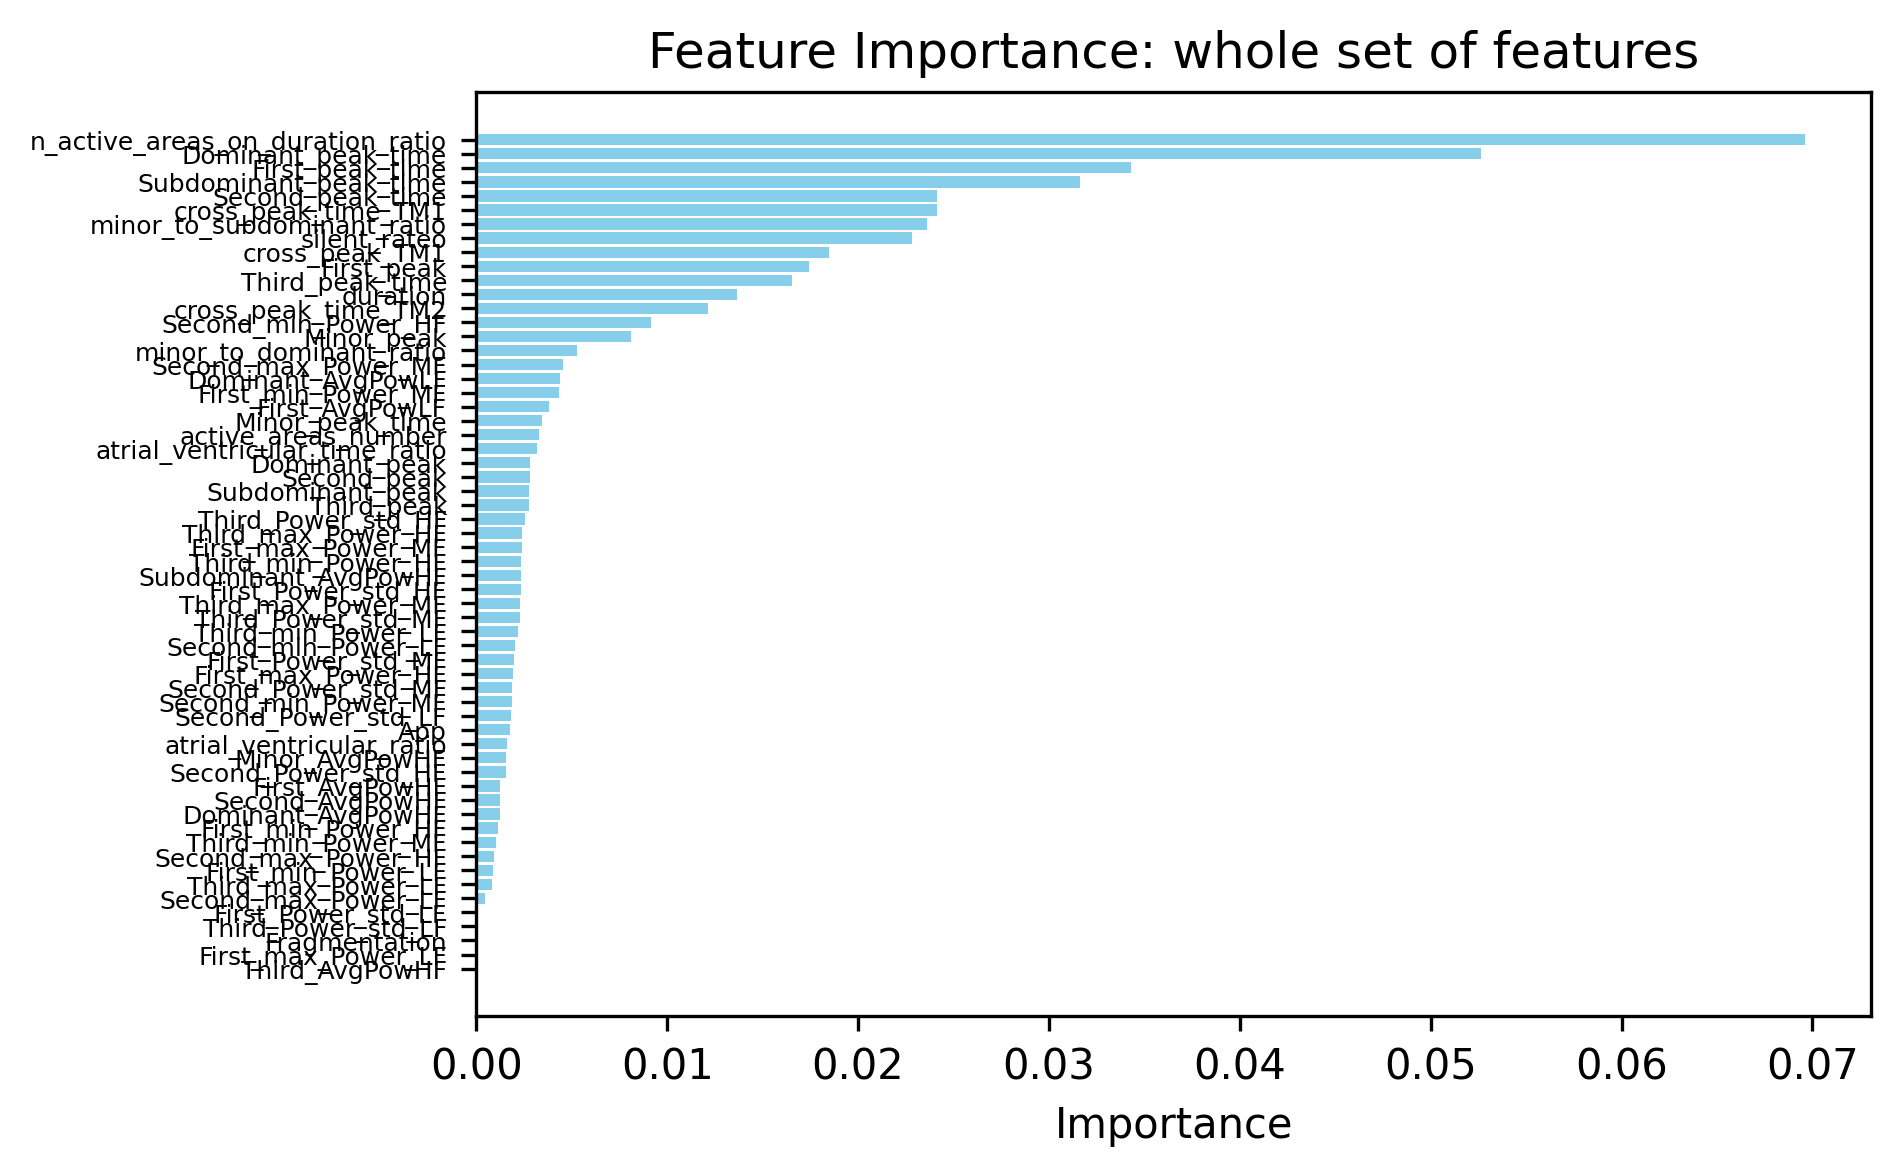 Feature Importance: whole set of features
n_active_areas_on_duration_ratio
Dominant_peak_time
First_peak_time
Subdominant_peak_time
Second_peak_time
cross_peak_time_TM1
minor_to_subdominant_ratio
silent_rateo
cross_peak_TM1
First_peak
Third_peak_time
duration
cross_peak_time_TM2
Second_min_Power_HF
Minor_peak
minor_to_dominant_ratio
Second_max_Power_MF
Dominant_AvgPowLF
First_min_Power_MF
First_AvgPowLF
Minor_peak_time
active_areas_number
atrial_ventricular_time_ratio
Dominant_peak
Second_peak
Subdominant_peak
Third_peak
Third_Power_std_HF
Third_max_Power_HF
First_max_Power_MF
Third_min_Power_HF
Subdominant_AvgPowHF
First_Power_std_HF
Third_max_Power_MF
Third_Power_std_MF
Third_min_Power_LF
Second_min_Power_LF
First_Power_std_MF
First_max_Power_HF
Second_Power_std_MF
Second_min_Power_MF
Second_Power_std_LF
App
atrial_ventricular_ratio
Minor_AvgPowHF
Second_Power_std_HF
First_AvgPowHF
Second_AvgPowHF
Dominant_AvgPowHF
First_min_Power_HF
Third_min_Power_MF
Second_max_Power_HF
First_min_Power_LF
Third_max_Power_LF
Second_max_Power_LF
First_Power_std_LF
Third_Power_std_LF
Fragmentation
First_max_Power_LF
Third_AvgPowHF
0.00 0.01 0.02 0.03 0.04 0.05 0.06 0.07
Importance